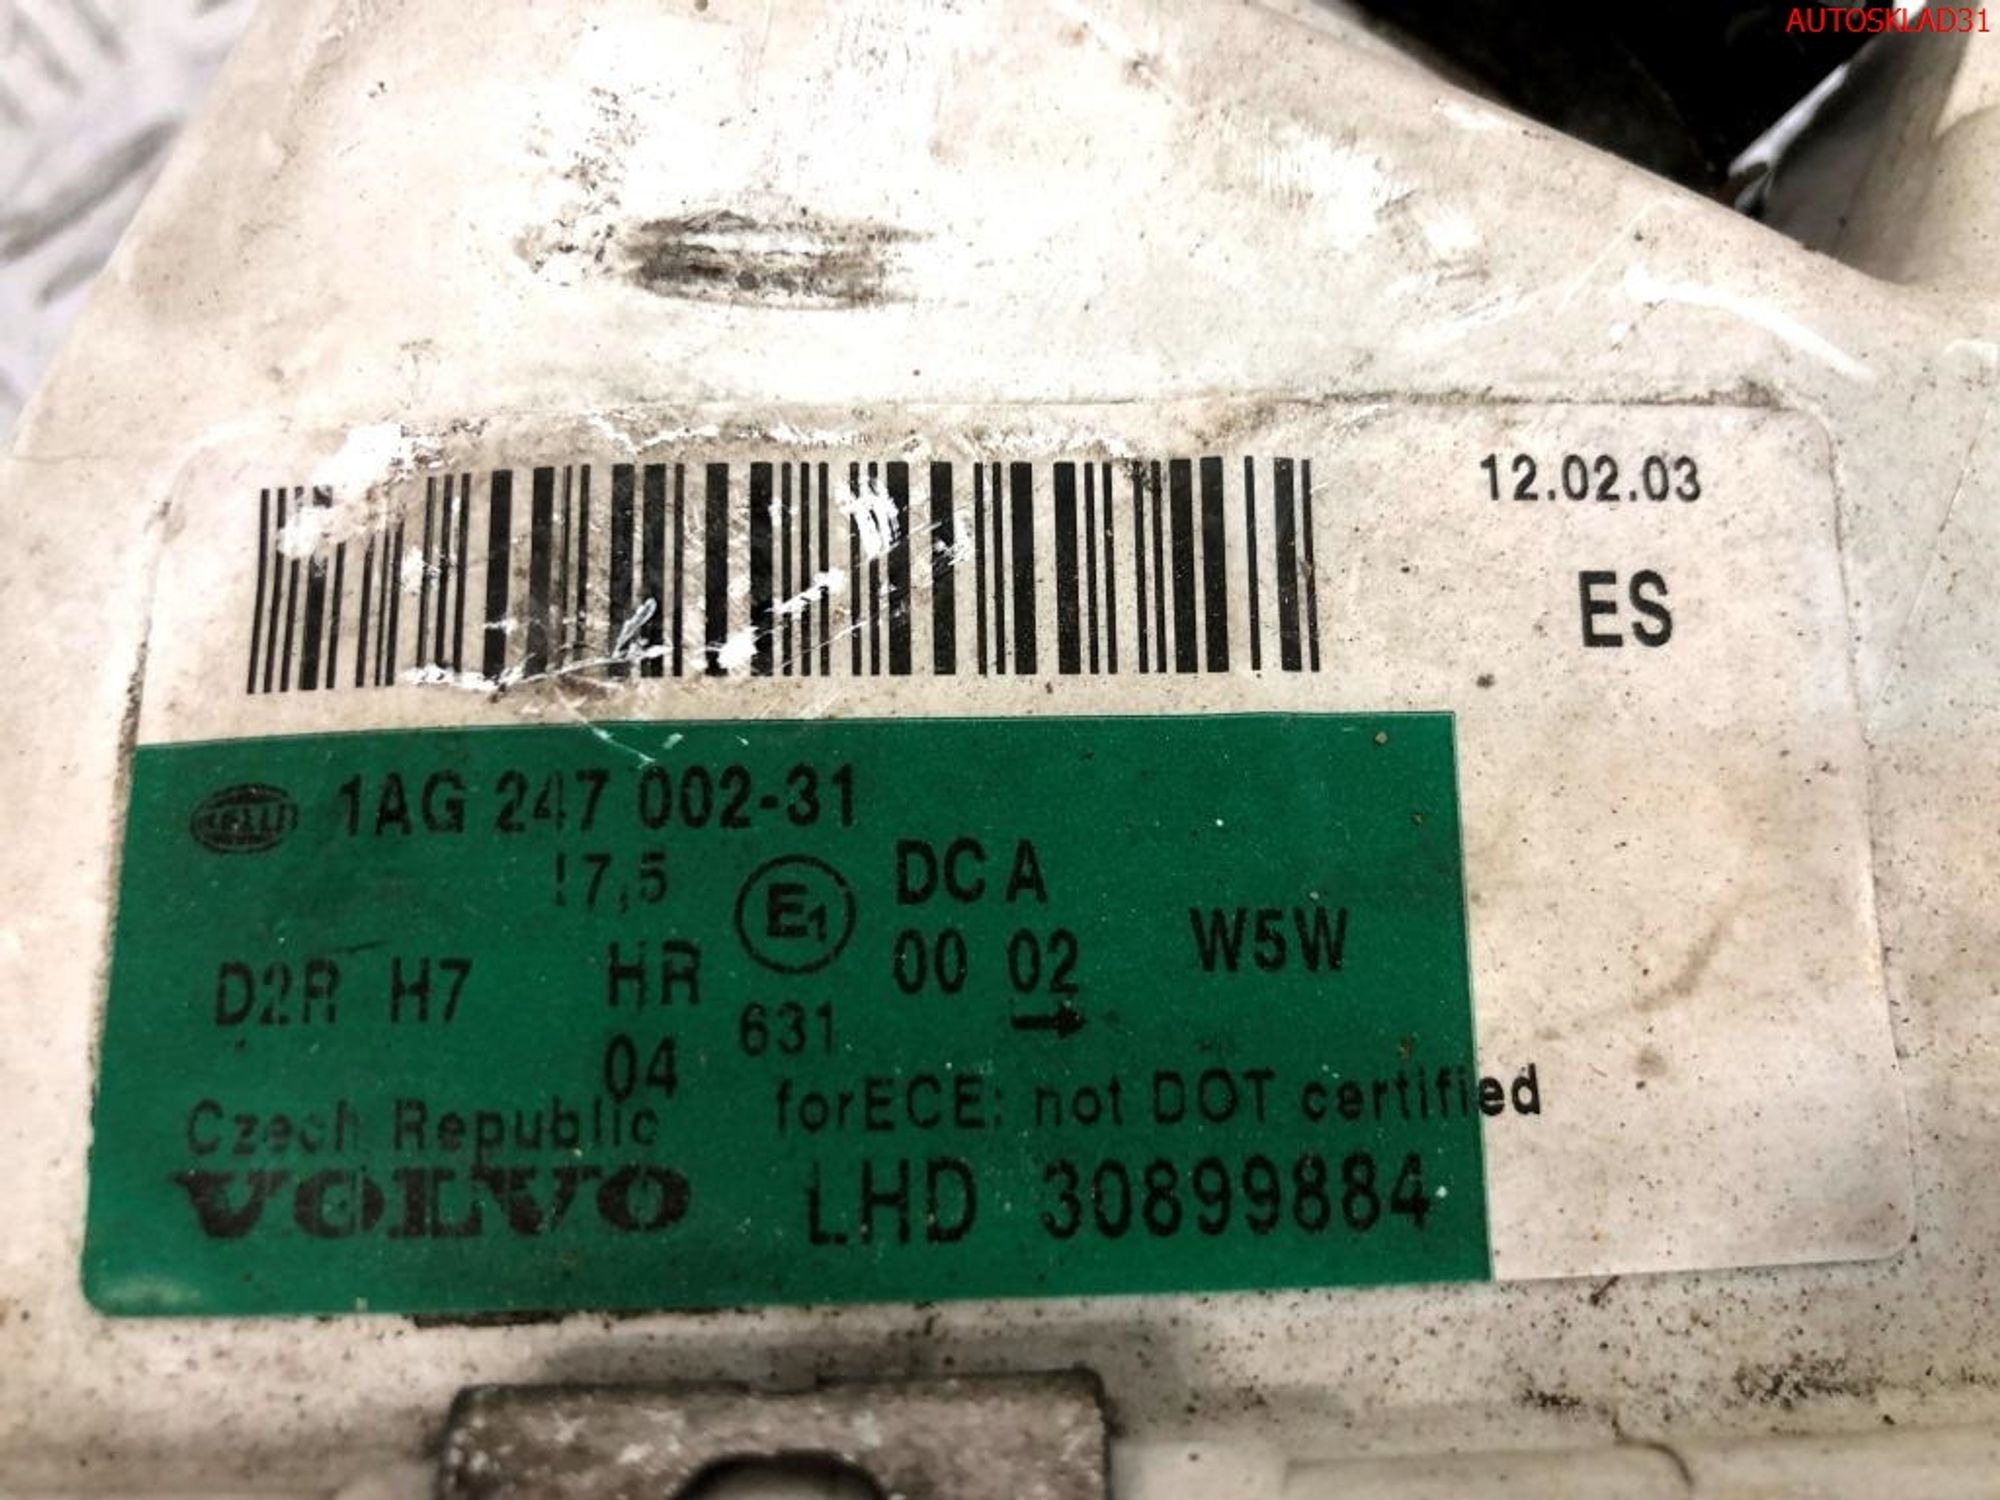 AUTOSKLAD31
12.02.03
ES
HELLA 1AG 247 002-31
17,5 E1 DC A
D2R H7 HR 00 02 W5W
04 631 →
Czech Republic forECE: not DOT certified
VOLVO LHD 30899884